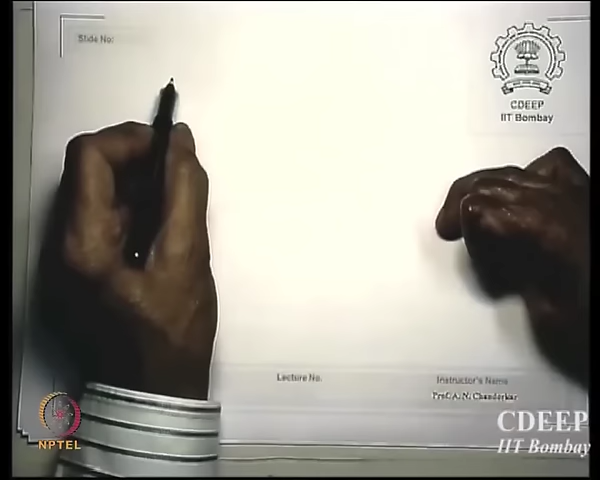 Slide No:
CDEEP
IIT Bombay
Lecture No.
Instructor's Name
Prof. A. N. Chandorkar
NPTEL
CDEEP
IIT Bombay